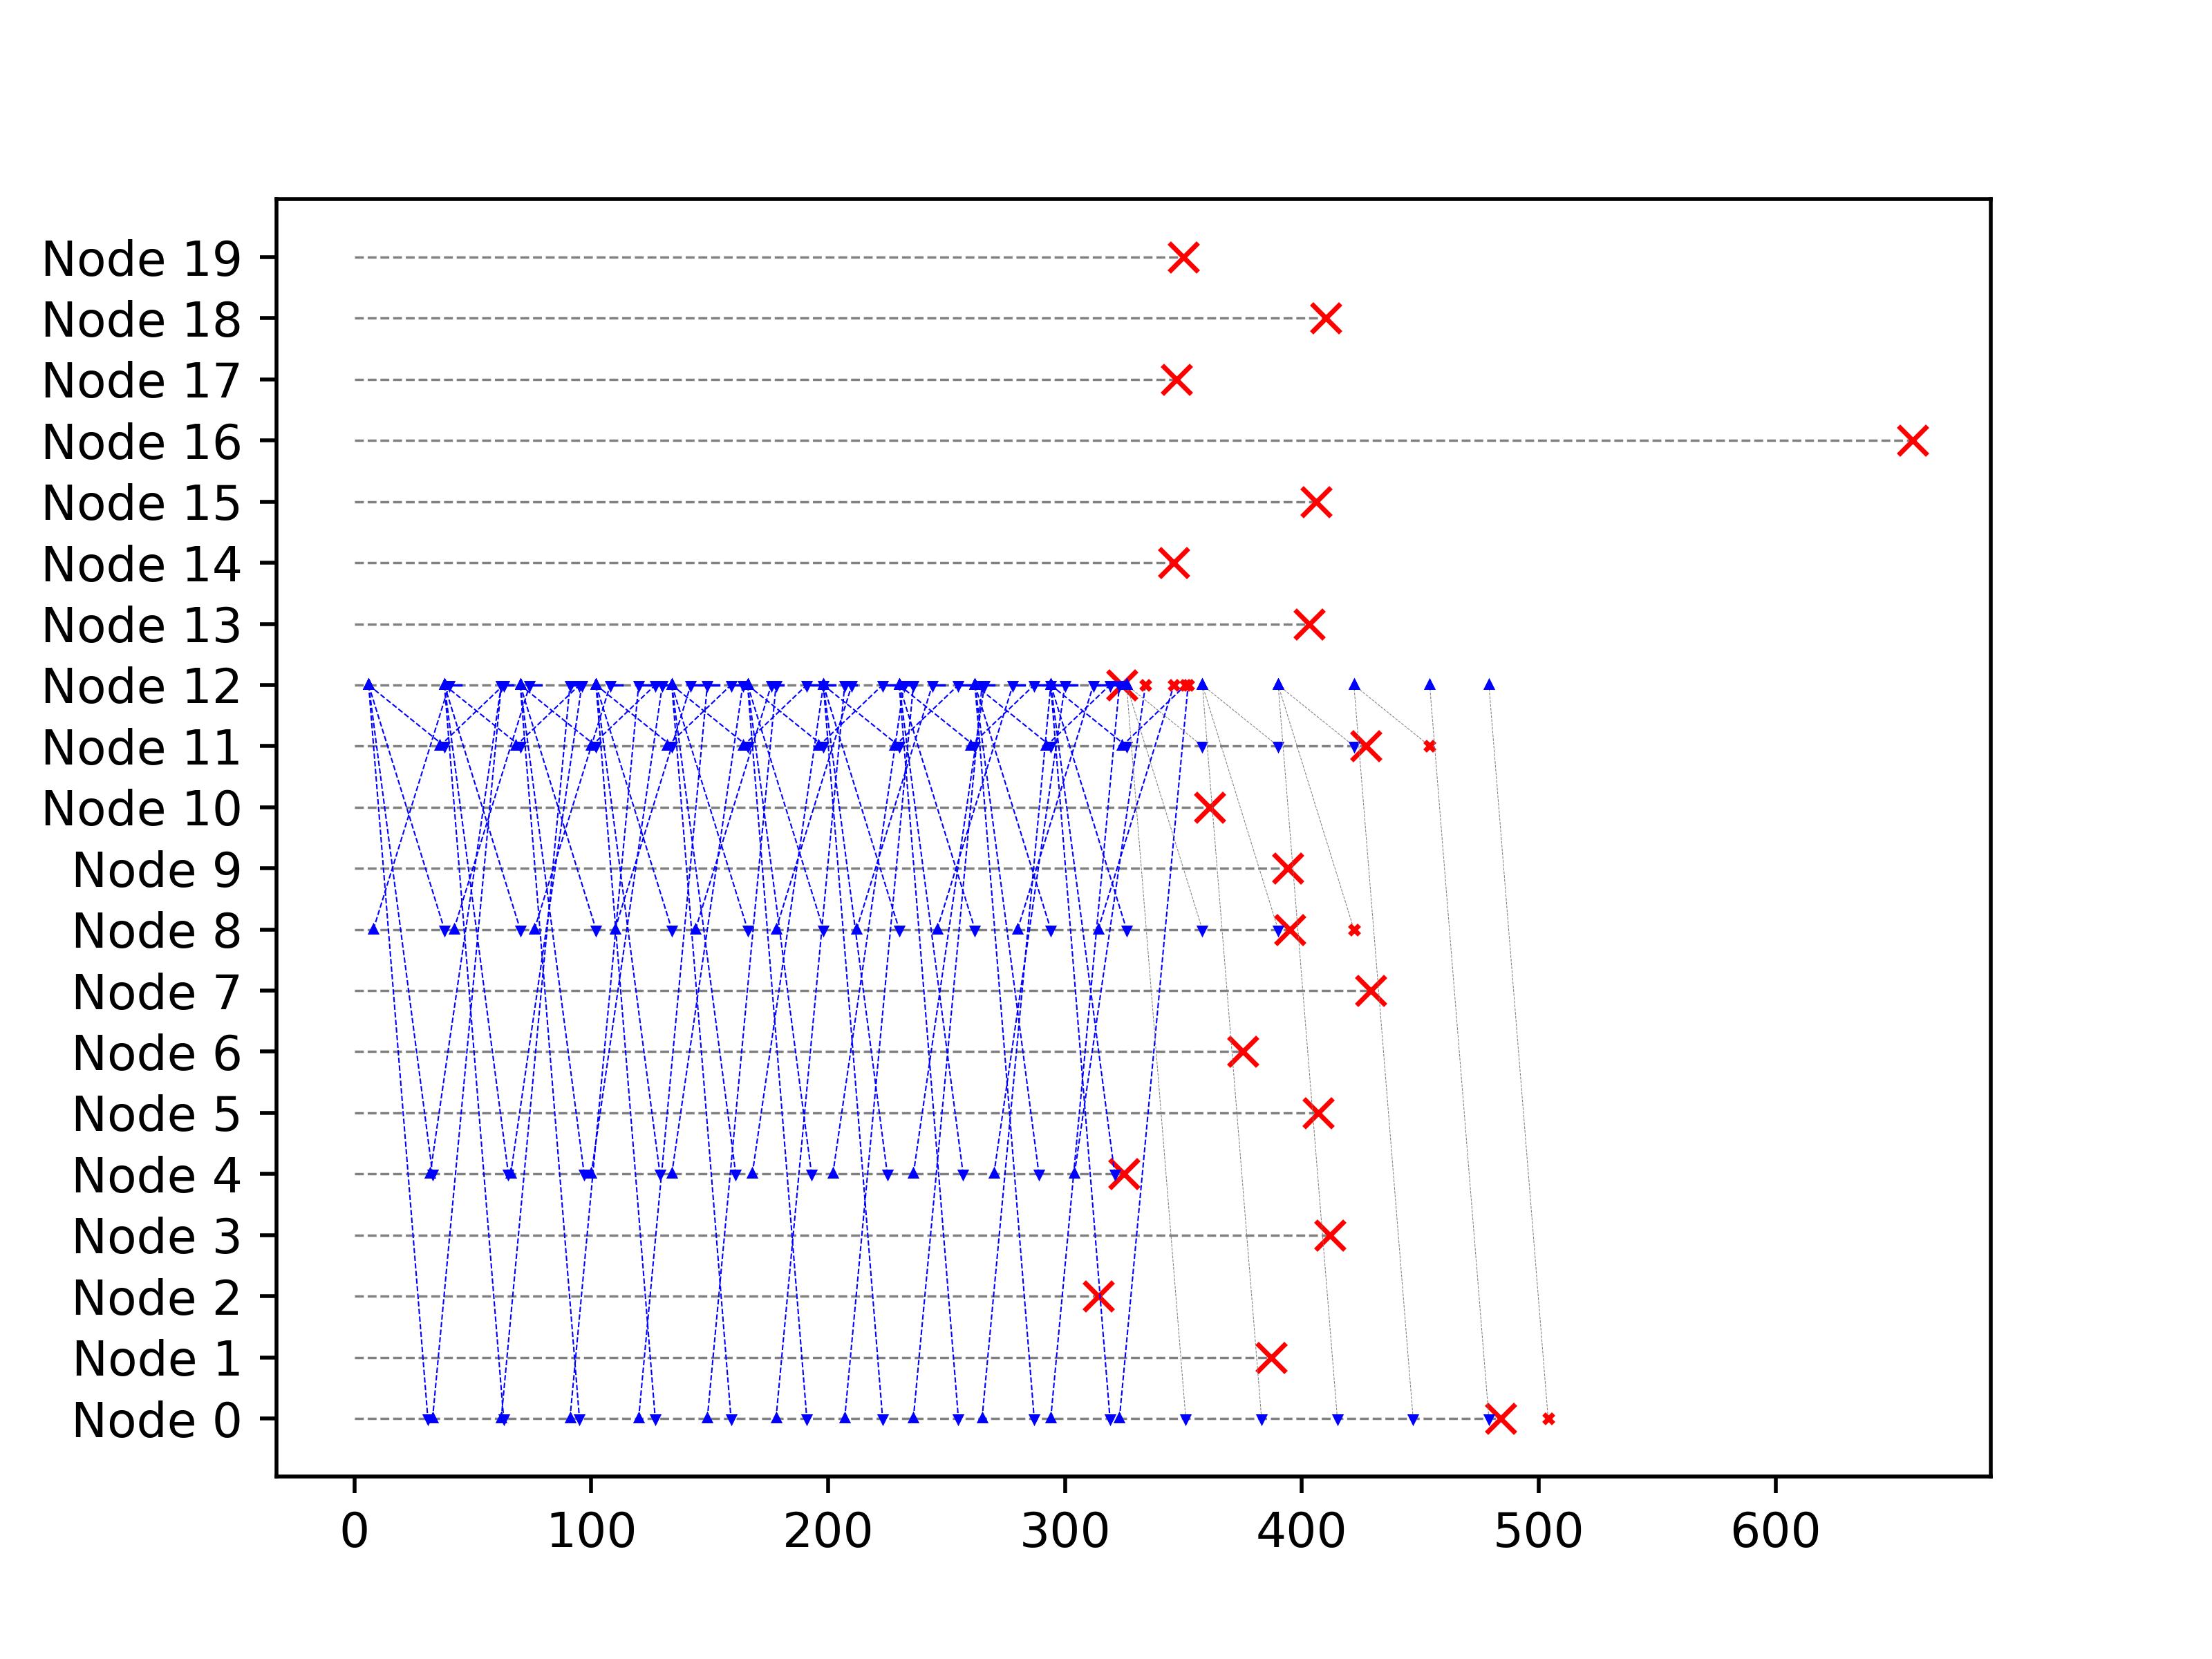 Node 19
Node 18
Node 17
Node 16
Node 15
Node 14
Node 13
Node 12
Node 11
Node 10
Node 9
Node 8
Node 7
Node 6
Node 5
Node 4
Node 3
Node 2
Node 1
Node 0
0 100 200 300 400 500 600